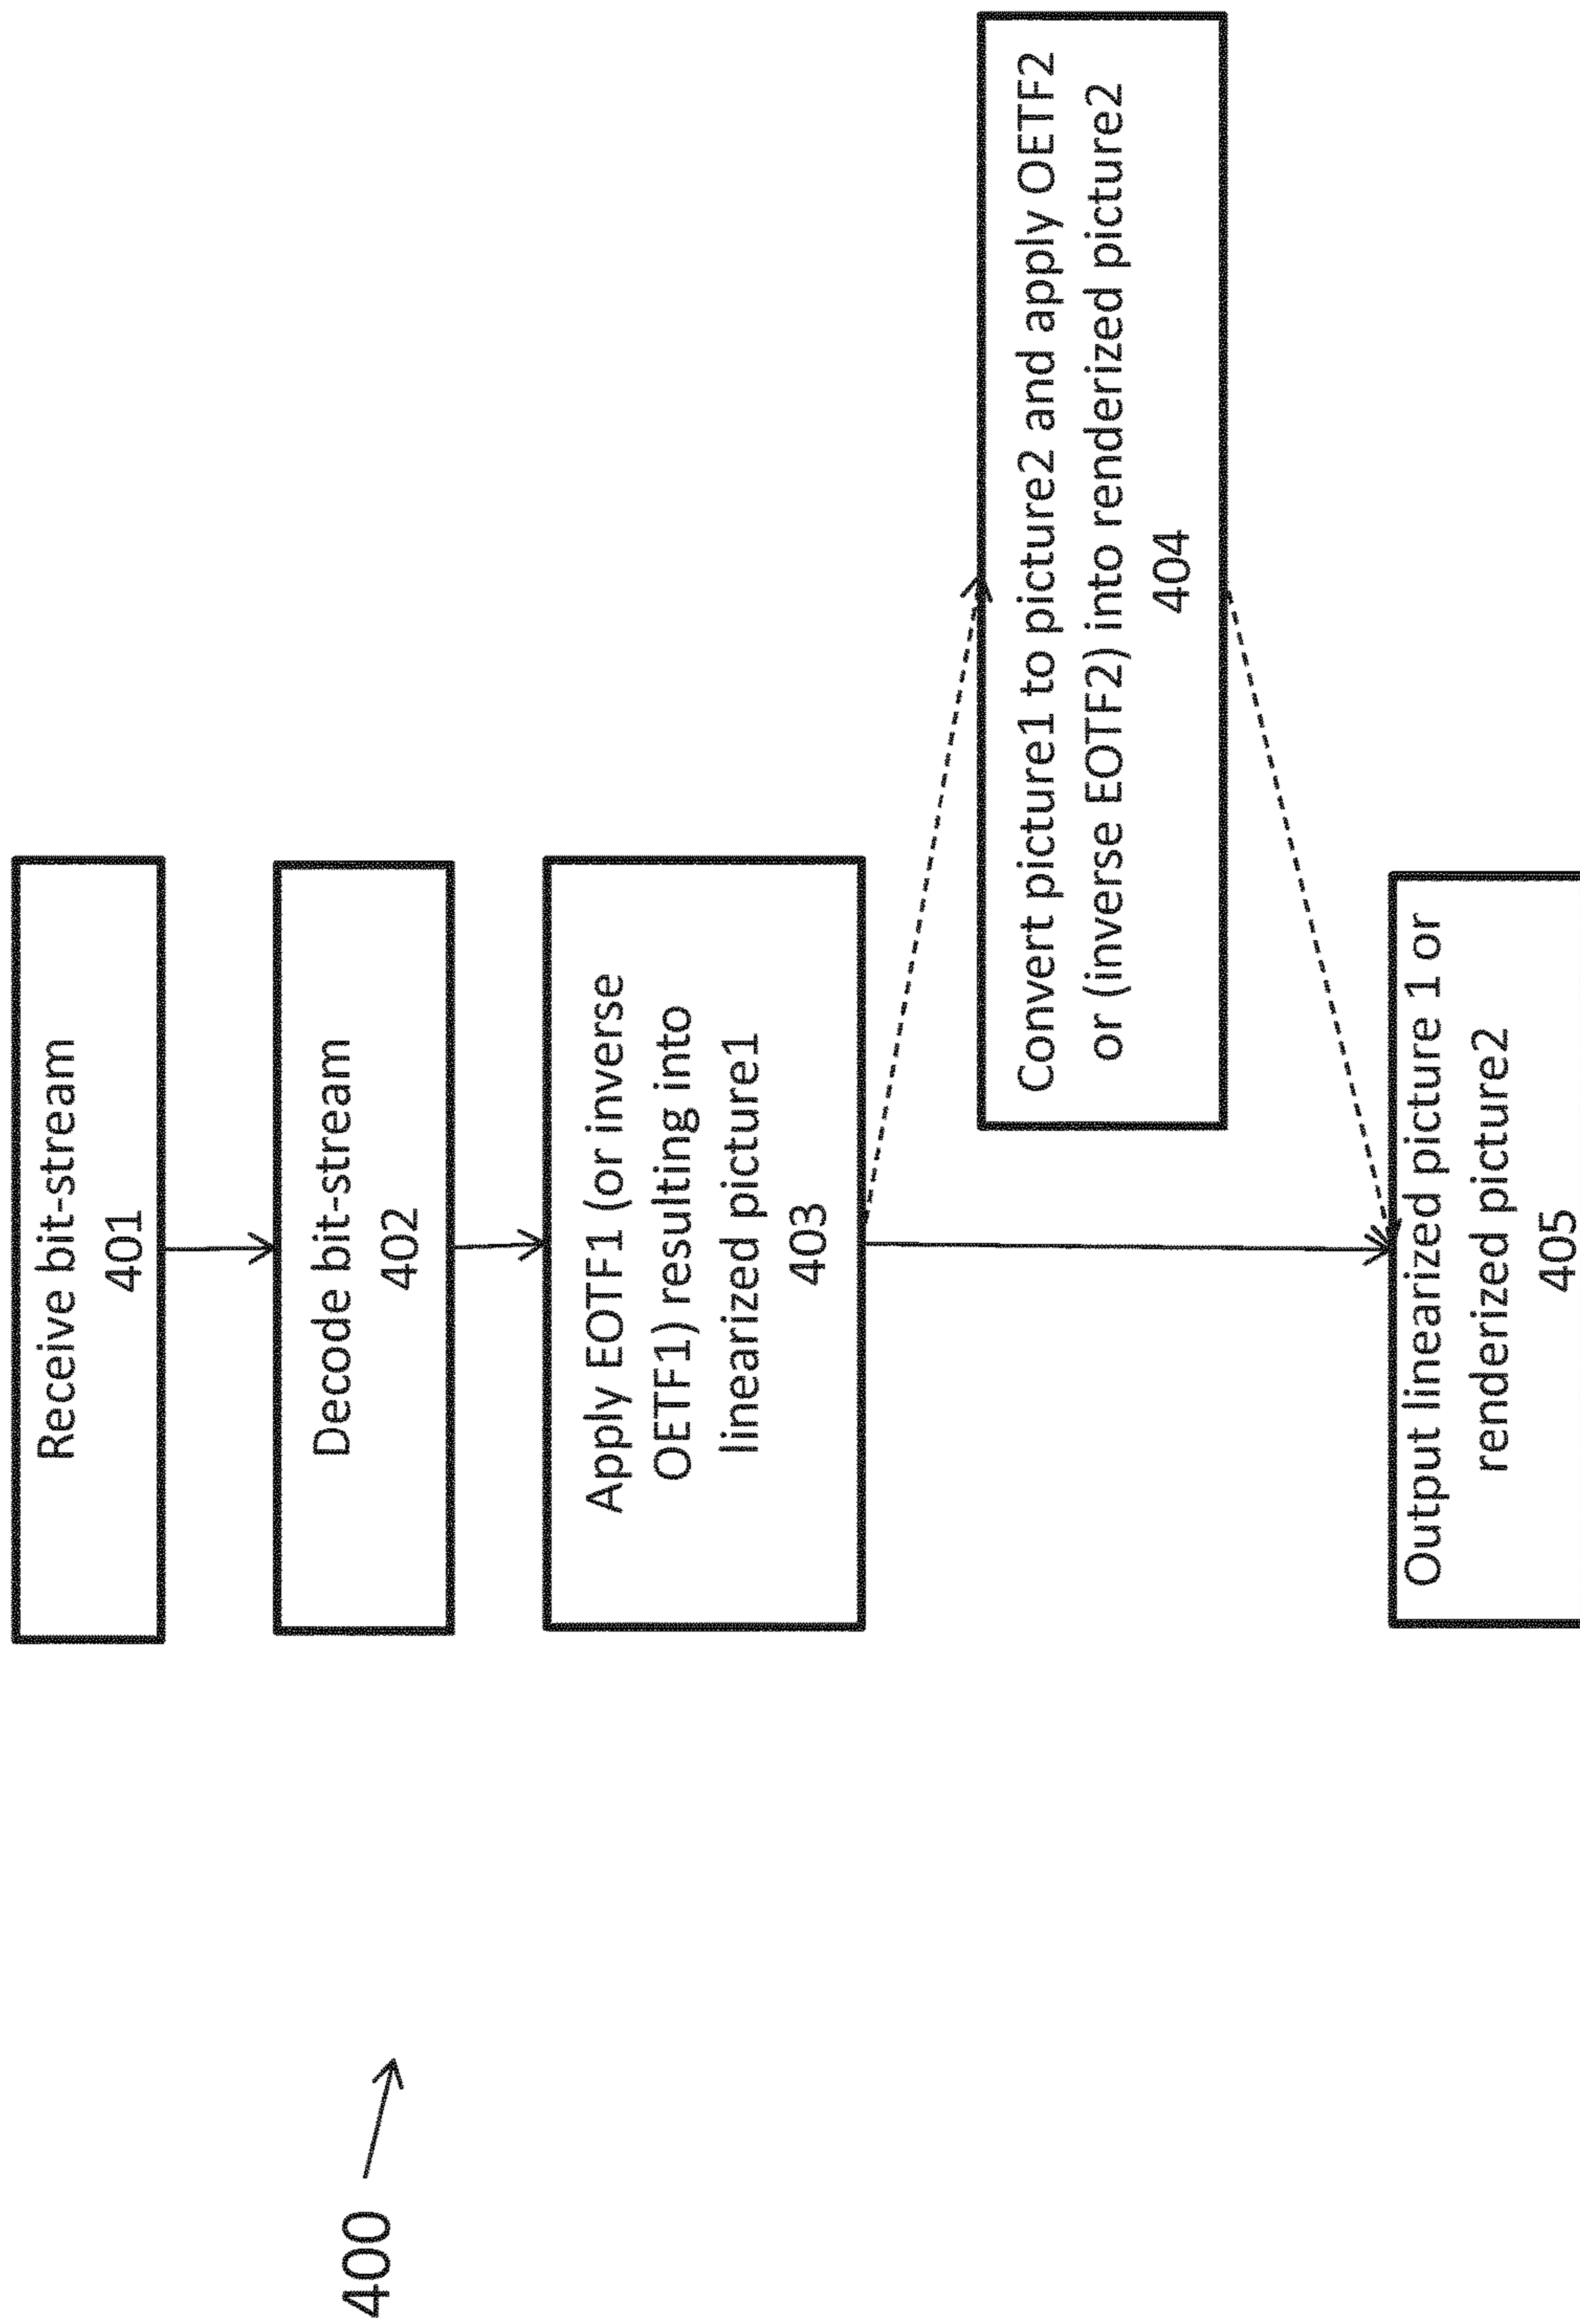 400
Receive bit-stream
401
Decode bit-stream
402
Apply EOTF1 (or inverse
OETF1) resulting into
linearized picture1
403
Convert picture1 to picture2 and apply OETF2
or (inverse EOTF2) into renderized picture2
404
Output linearized picture 1 or
renderized picture2
405